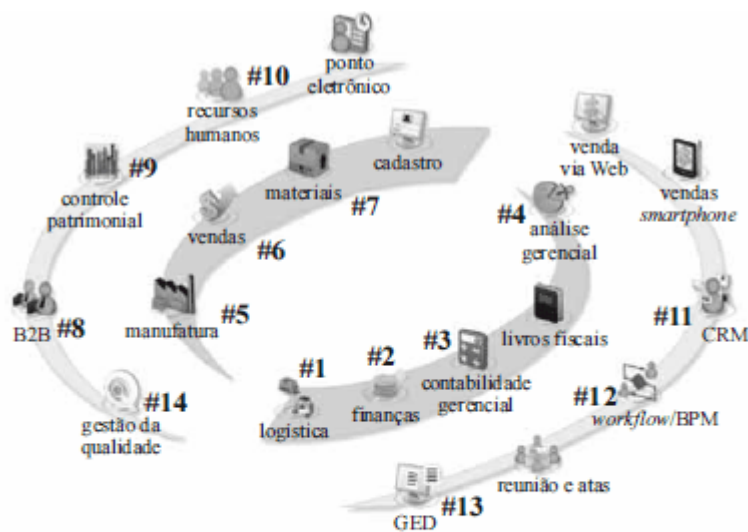 ponto
eletrônico
#10
recursos
humanos
#9
controle
patrimonial
B2B #8
#14
gestão da
qualidade
cadastro
materiais
#7
vendas
#6
manufatura #5
#1
logística
#2
finanças
#3
contabilidade
gerencial
livros fiscais
#4
análise
gerencial
venda
via Web
vendas
smartphone
#11
CRM
#12
workflow/BPM
reunião e atas
#13
GED